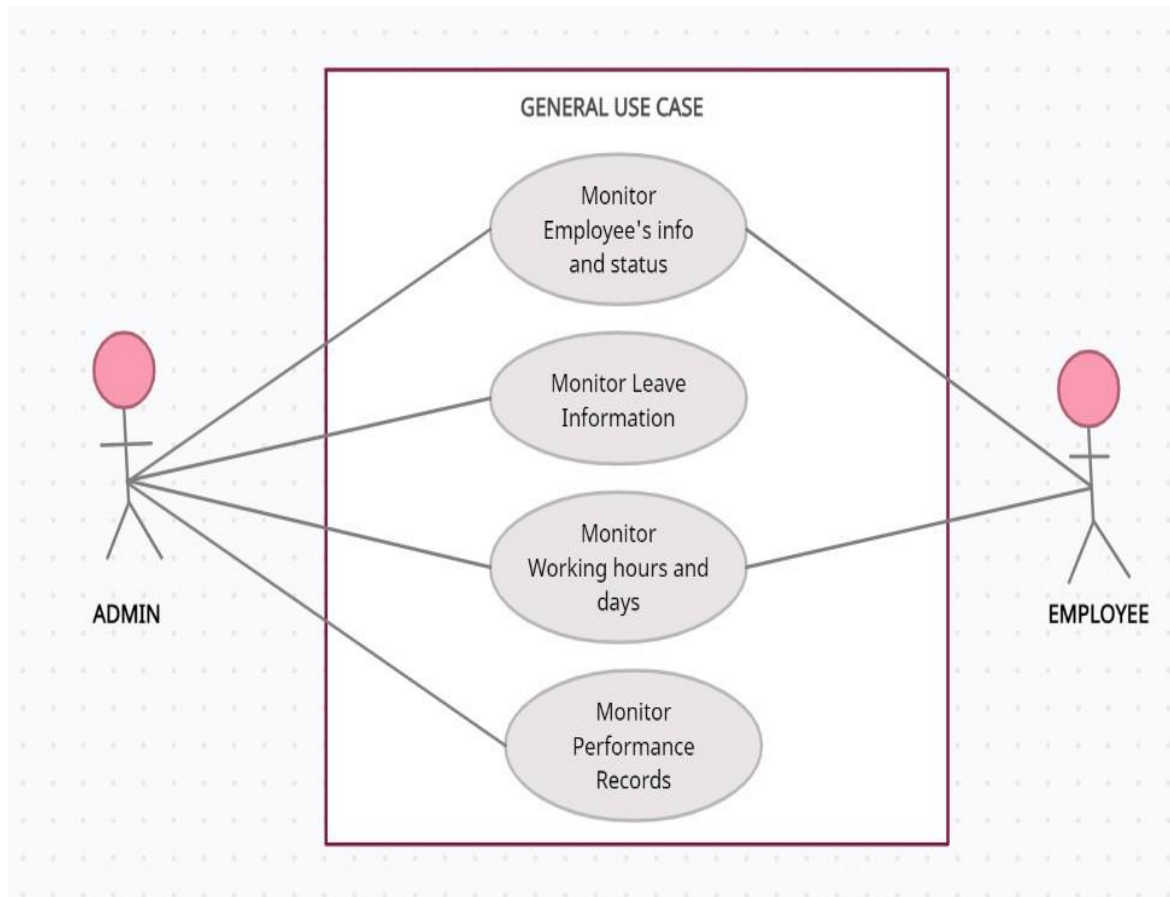 GENERAL USE CASE
Monitor
Employee's info
and status
Monitor Leave
Information
Monitor
Working hours and
days
Monitor
Performance
Records
ADMIN
EMPLOYEE